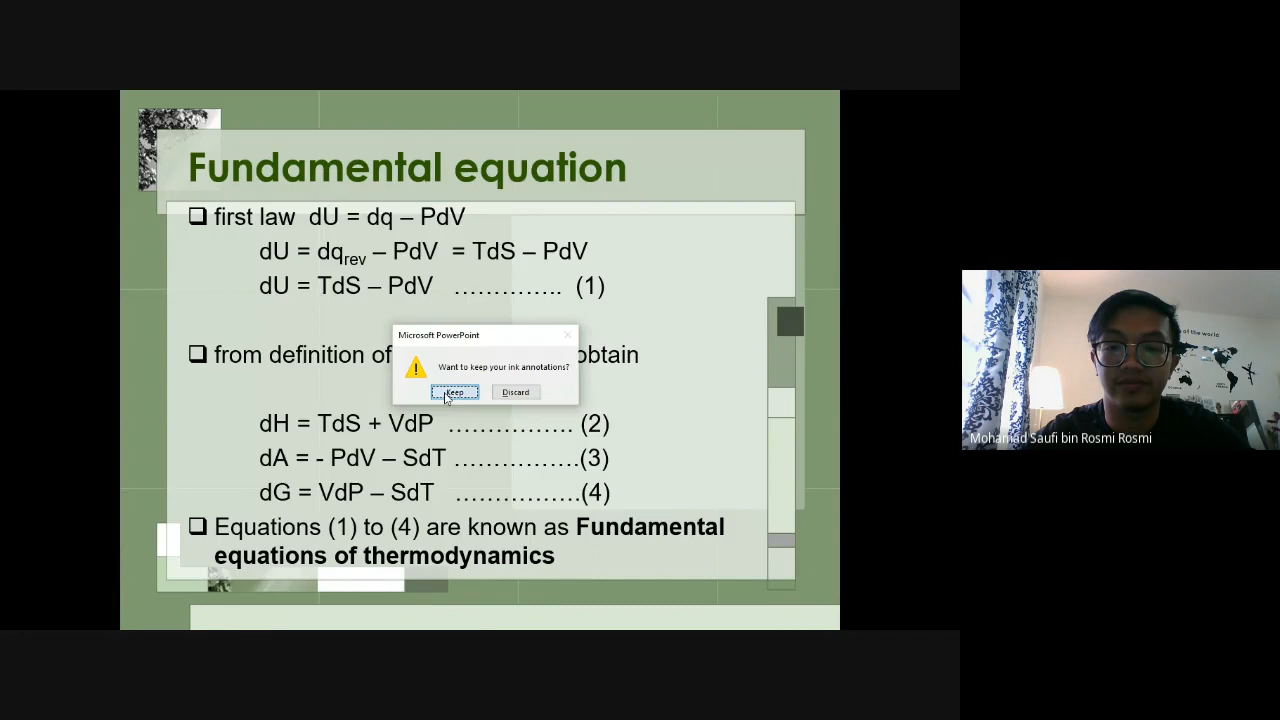 Fundamental equation
❑ first law dU = dq – PdV
dU = dqrev – PdV = TdS – PdV
dU = TdS – PdV ………….. (1)
❑ from definition of
obtain
Microsoft PowerPoint
Want to keep your ink annotations?
Keep
Discard
dH = TdS + VdP ……………. (2)
dA = - PdV – SdT …………….(3)
dG = VdP – SdT …………….(4)
❑ Equations (1) to (4) are known as Fundamental
equations of thermodynamics
of the world
Mohamad Saufi bin Rosmi Rosmi